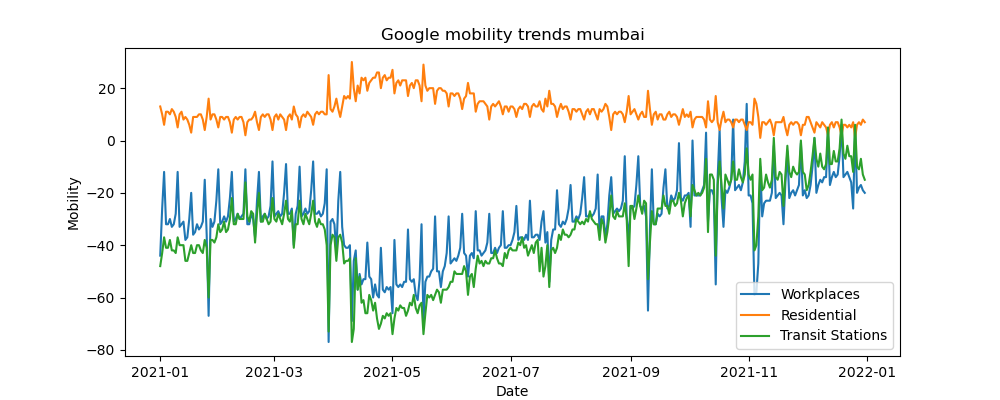 Google mobility trends mumbai
Mobility
20
0
−20
−40
−60
−80
2021-01
2021-03
2021-05
2021-07
2021-09
2021-11
2022-01
Date
Workplaces
Residential
Transit Stations